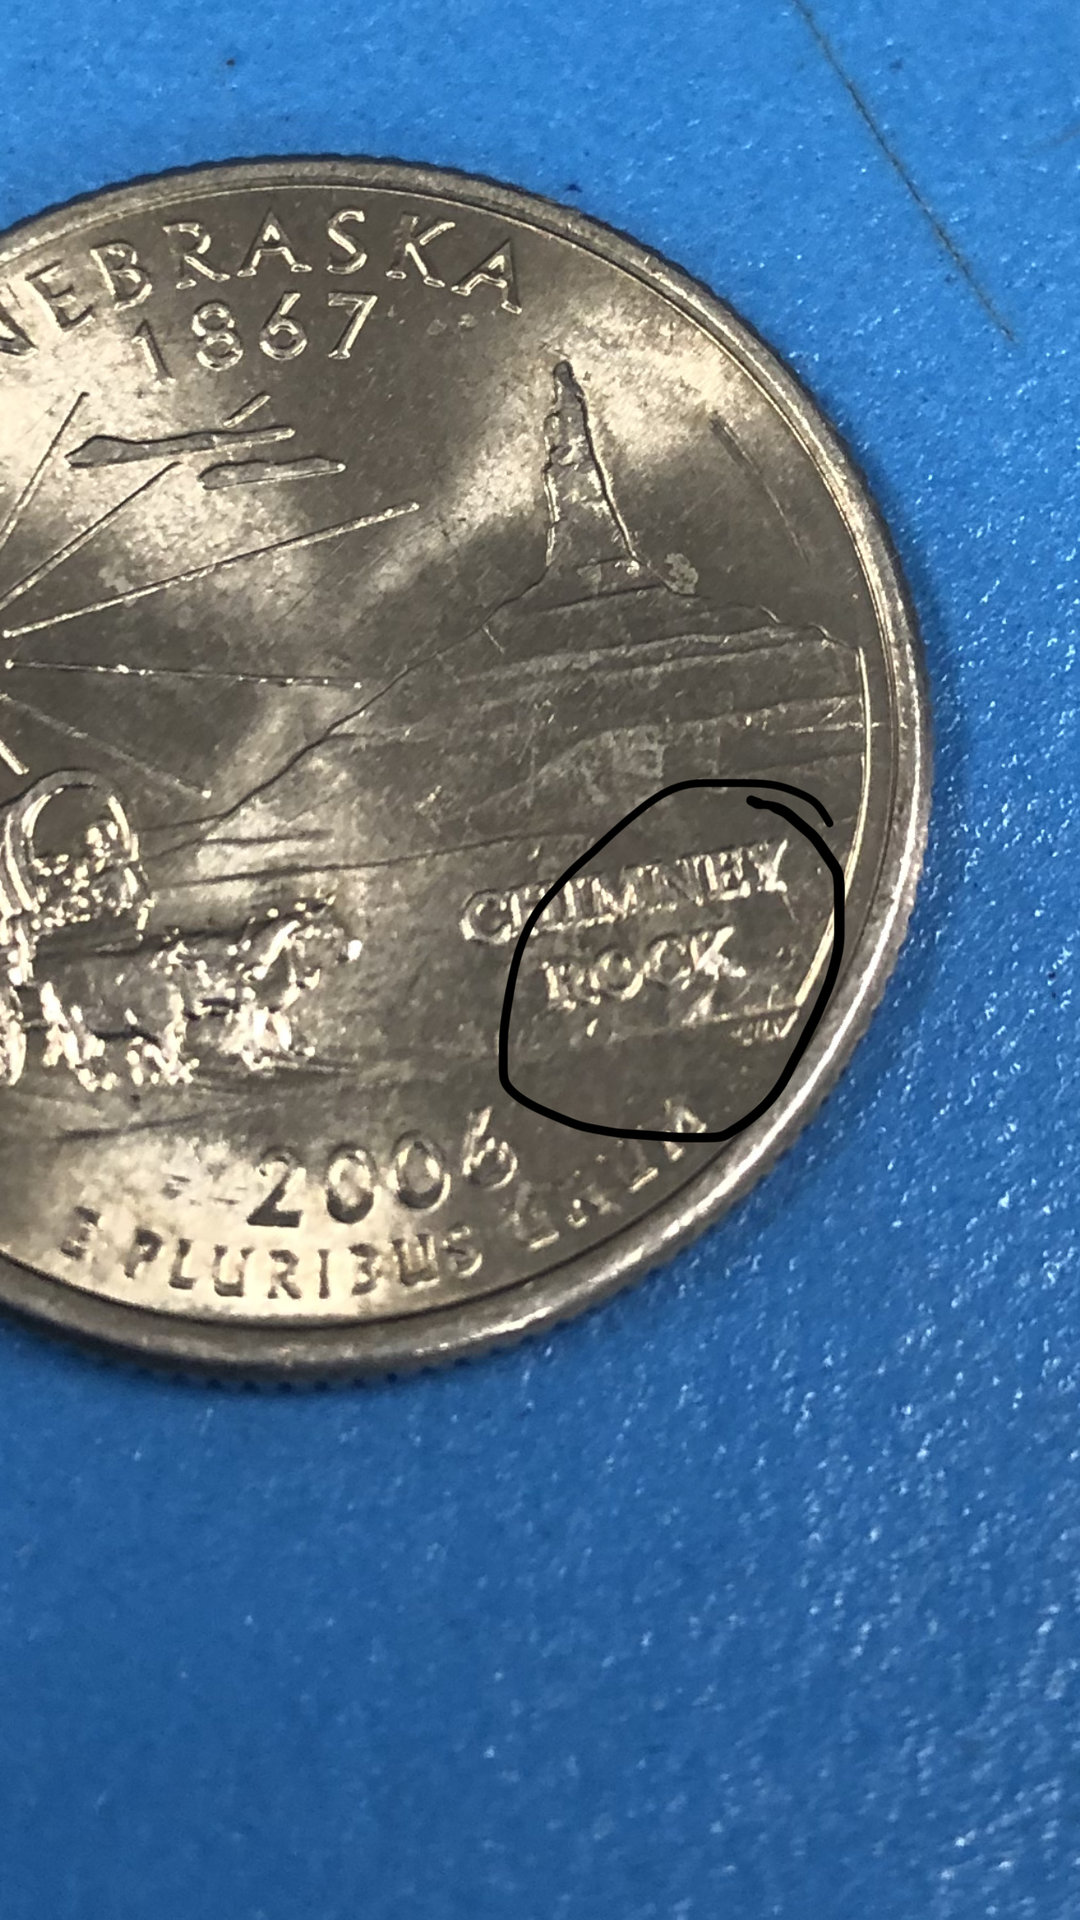 NEBRASKA
1867
CHIMNEY
ROCK
2006
E PLURIBUS